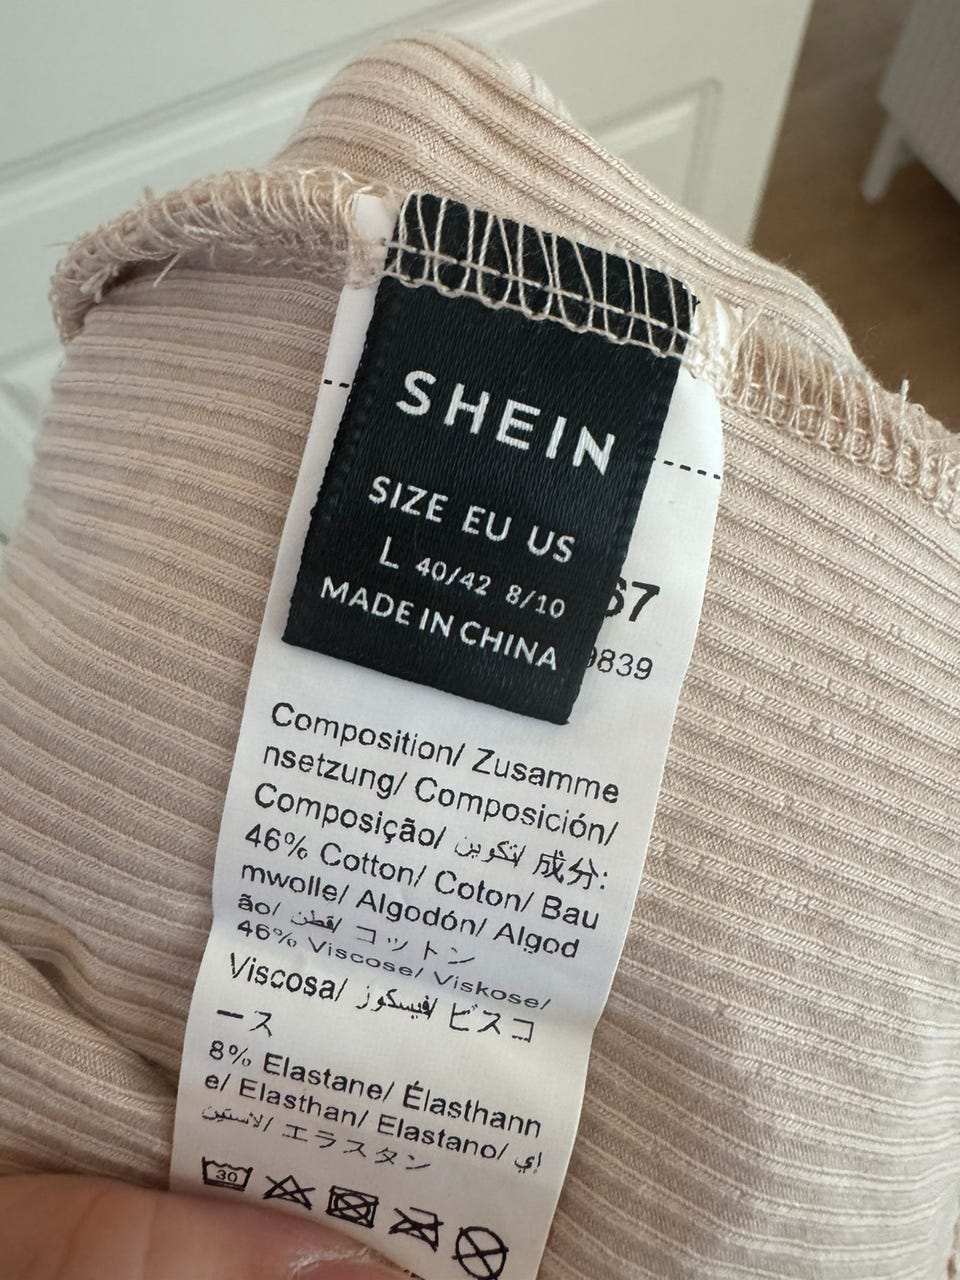 SHEIN
SIZE EU US
L 40/42 8/10
MADE IN CHINA
67
9839
Composition/ Zusamme
nsetzung/ Composición/
Composição/ تكوين/ 成分:
46% Cotton/ Coton/ Bau
mwolle/ Algodón/ Algod
ão/ قطن/ コットン
46% Viscose/ Viskose/
Viscosa/ فيسكوز/ ビスコ
ース
8% Elastane/ Élasthann
e/ Elasthan/ Elastano/ إي
لاستين/ エラスタン
30